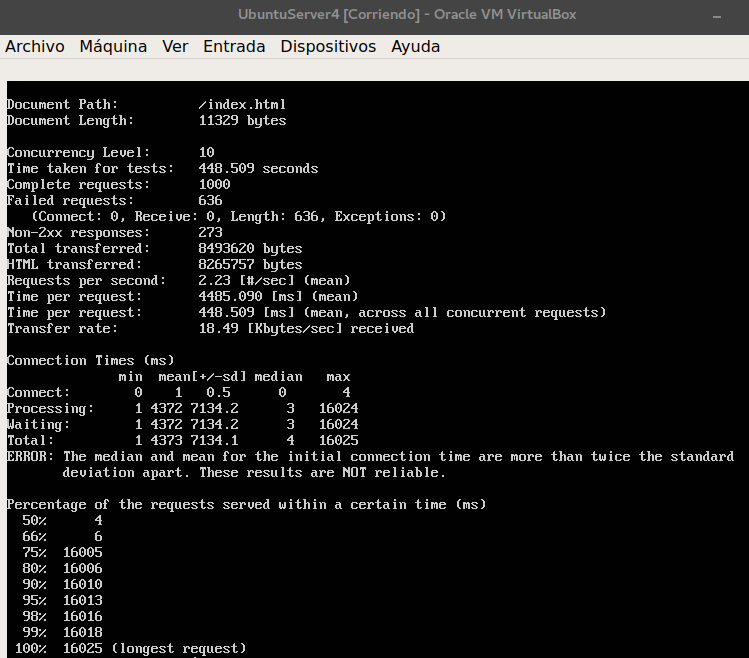 UbuntuServer4 [Corriendo] - Oracle VM VirtualBox
Archivo Máquina Ver Entrada Dispositivos Ayuda
Document Path: /index.html
Document Length: 11329 bytes
Concurrency Level: 10
Time taken for tests: 448.509 seconds
Complete requests: 1000
Failed requests: 636
(Connect: 0, Receive: 0, Length: 636, Exceptions: 0)
Non-2xx responses: 273
Total transferred: 8493620 bytes
HTML transferred: 8265757 bytes
Requests per second: 2.23 [#/sec] (mean)
Time per request: 4485.090 [ms] (mean)
Time per request: 448.509 [ms] (mean, across all concurrent requests)
Transfer rate: 18.49 [Kbytes/sec] received
Connection Times (ms)
min mean[+/-sd] median max
Connect: 0 1 0.5 0 4
Processing: 1 4372 7134.2 3 16024
Waiting: 1 4372 7134.2 3 16024
Total: 1 4373 7134.1 4 16025
ERROR: The median and mean for the initial connection time are more than twice the standard
deviation apart. These results are NOT reliable.
Percentage of the requests served within a certain time (ms)
50% 4
66% 6
75% 16005
80% 16006
90% 16010
95% 16013
98% 16016
99% 16018
100% 16025 (longest request)